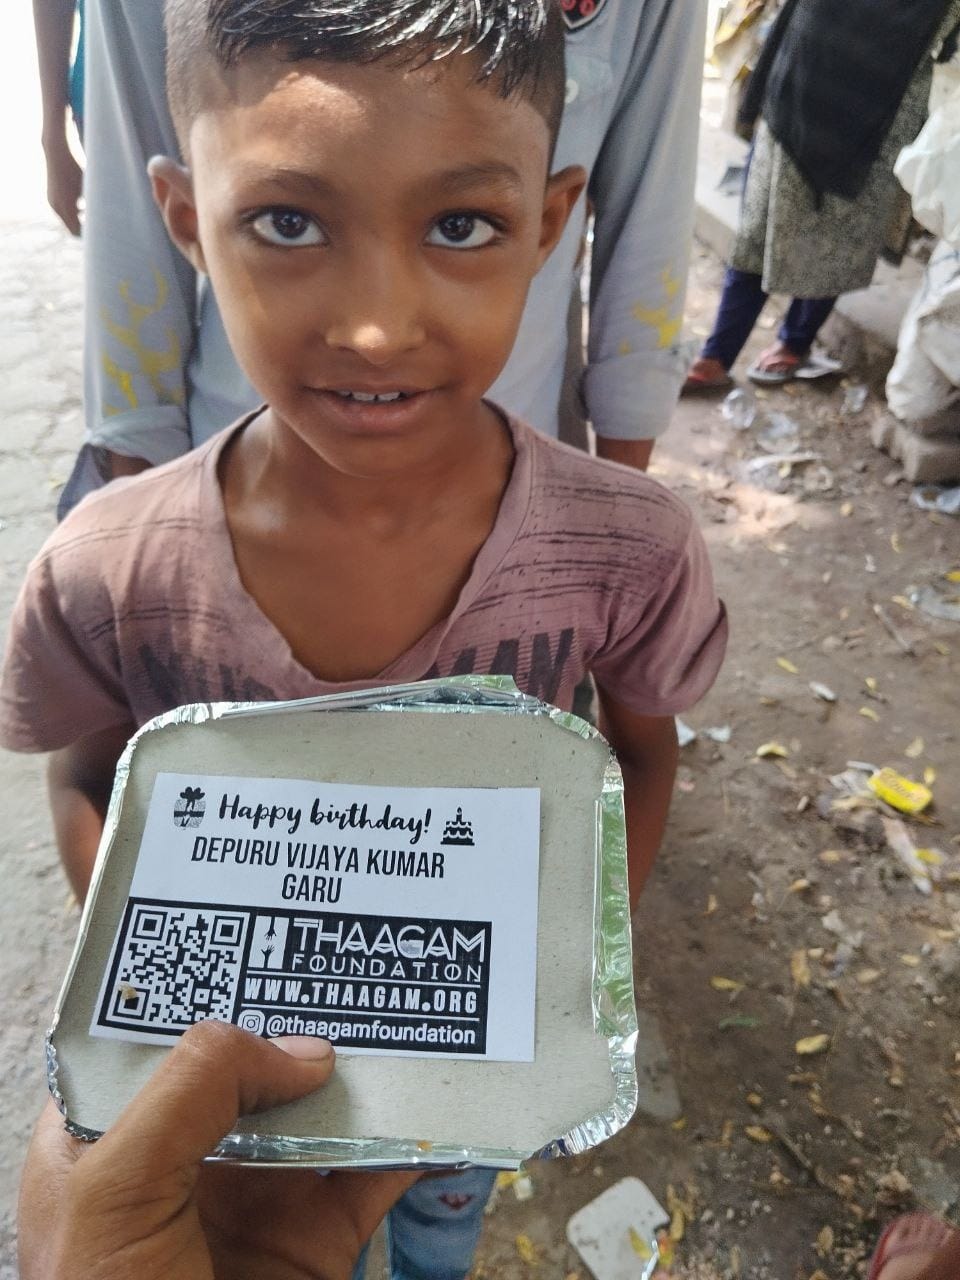 Happy birthday!
DEPURU VIJAYA KUMAR
GARU
THAAGAM
FOUNDATION
WWW.THAAGAM.ORG
@thaagamfoundation